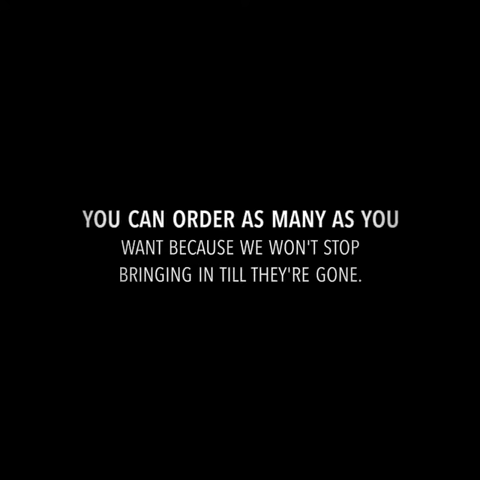 YOU CAN ORDER AS MANY AS YOU
WANT BECAUSE WE WON'T STOP
BRINGING IN TILL THEY'RE GONE.